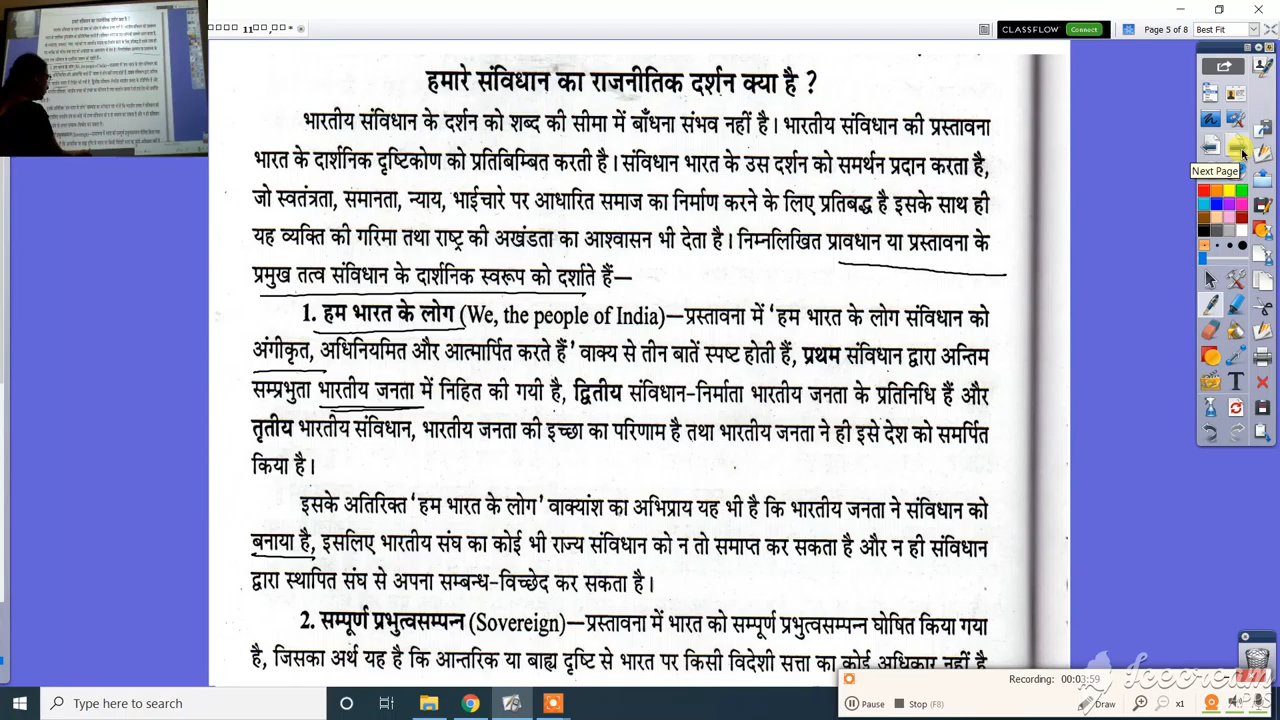 11
CLASSFLOW
Connect
Page 5 of 8
Best Fit
Next Page
हमारे संविधान का राजनीतिक दर्शन क्या है ?
भारतीय संविधान के दर्शन को शब्द की सीमा में बाँधना संभव नहीं है। भारतीय संविधान की प्रस्तावना
भारत के दार्शनिक दृष्टिकोण को प्रतिबिम्बित करती है। संविधान भारत के उस दर्शन को समर्थन प्रदान करता है,
जो स्वतंत्रता, समानता, न्याय, भाईचारे पर आधारित समाज का निर्माण करने के लिए प्रतिबद्ध है इसके साथ ही
यह व्यक्ति की गरिमा तथा राष्ट्र की अखंडता का आश्वासन भी देता है। निम्नलिखित प्रावधान या प्रस्तावना के
प्रमुख तत्व संविधान के दार्शनिक स्वरूप को दर्शाते हैं—
1. हम भारत के लोग (We, the people of India)—प्रस्तावना में 'हम भारत के लोग संविधान को
अंगीकृत, अधिनियमित और आत्मार्पित करते हैं' वाक्य से तीन बातें स्पष्ट होती हैं, प्रथम संविधान द्वारा अन्तिम
सम्प्रभुता भारतीय जनता में निहित की गयी है, द्वितीय संविधान-निर्माता भारतीय जनता के प्रतिनिधि हैं और
तृतीय भारतीय संविधान, भारतीय जनता की इच्छा का परिणाम है तथा भारतीय जनता ने ही इसे देश को समर्पित
किया है।
इसके अतिरिक्त 'हम भारत के लोग' वाक्यांश का अभिप्राय यह भी है कि भारतीय जनता ने संविधान को
बनाया है, इसलिए भारतीय संघ का कोई भी राज्य संविधान को न तो समाप्त कर सकता है और न ही संविधान
द्वारा स्थापित संघ से अपना सम्बन्ध-विच्छेद कर सकता है।
2. सम्पूर्ण प्रभुत्वसम्पन्न (Sovereign)—प्रस्तावना में भारत को सम्पूर्ण प्रभुत्वसम्पन्न घोषित किया गया
है, जिसका अर्थ यह है कि आन्तरिक या बाह्य दृष्टि से भारत पर किसी विदेशी सत्ता का कोई अधिकार नहीं है
Recording: 00:03:59
Pause Stop (F8) Draw x1
Icecream
APPS
Type here to search